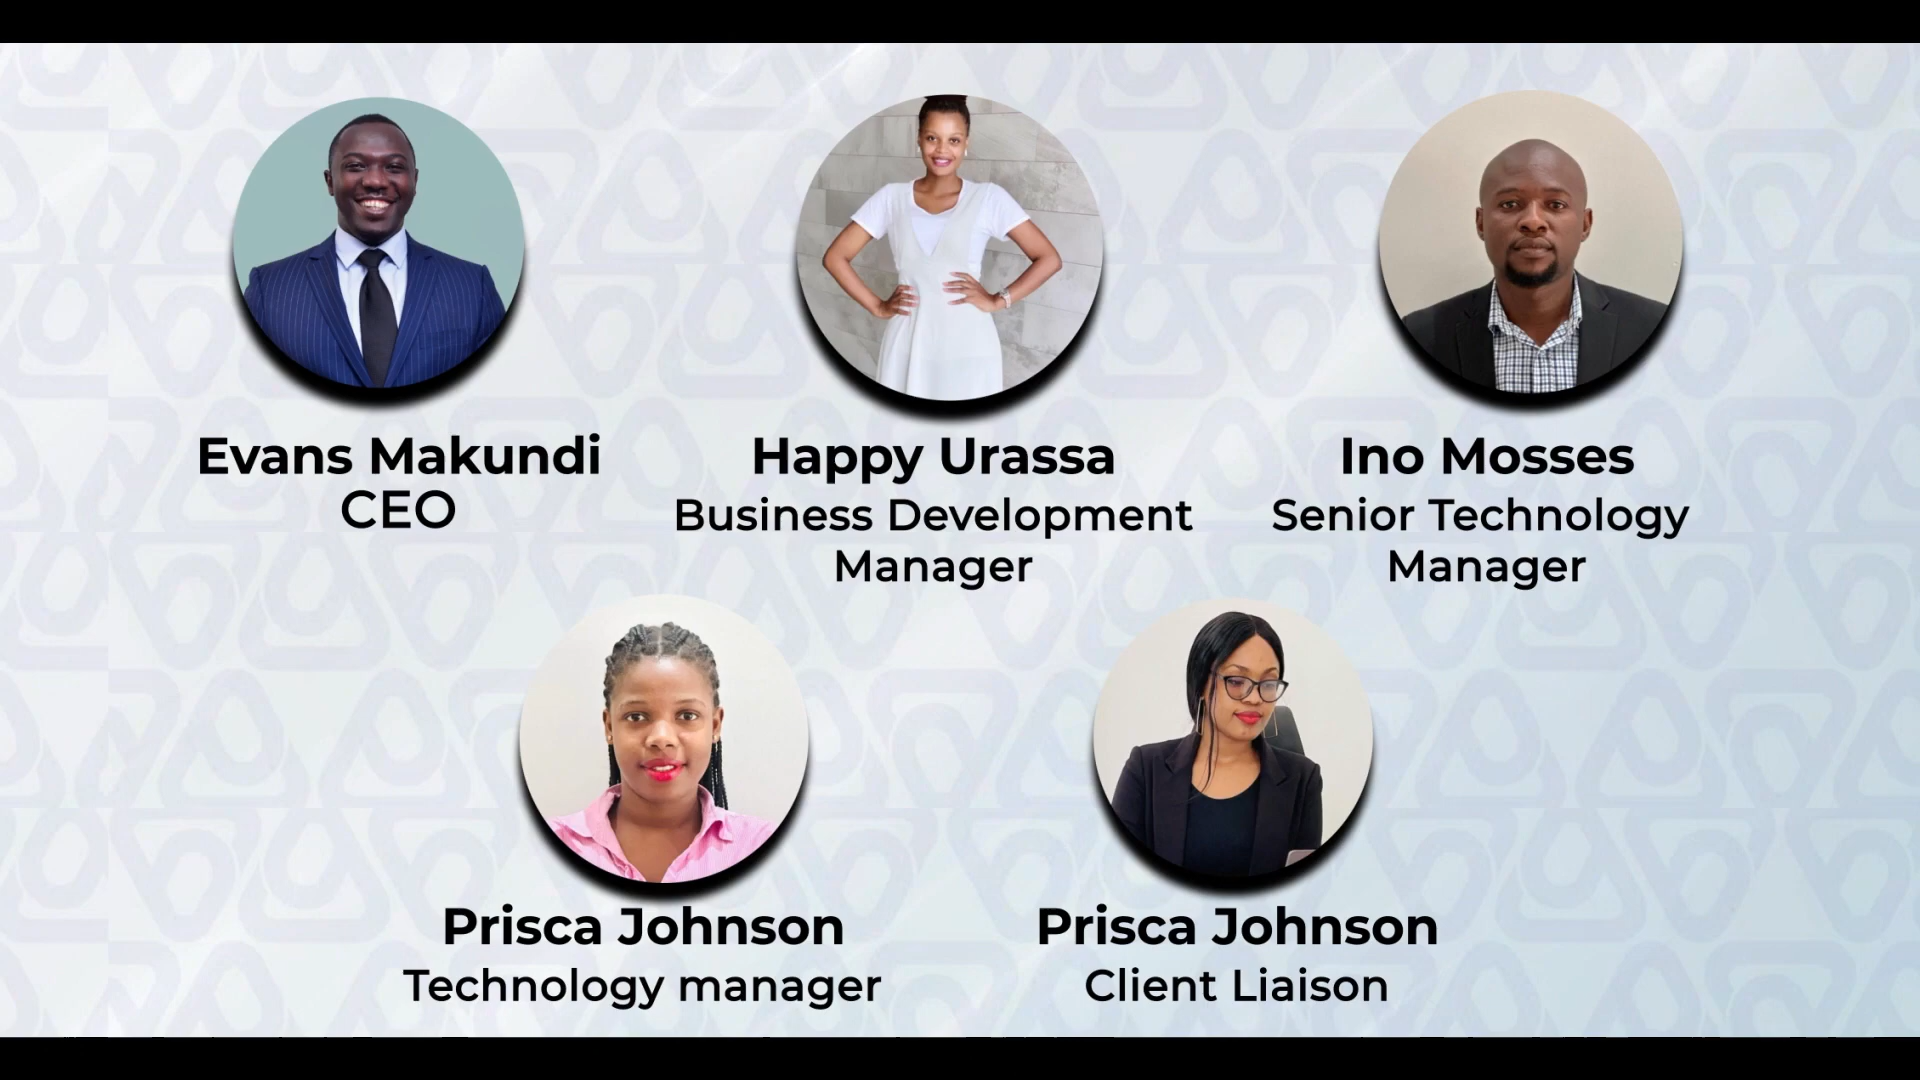 Evans Makundi
CEO
Happy Urassa
Business Development
Manager
Ino Mosses
Senior Technology
Manager
Prisca Johnson
Technology manager
Prisca Johnson
Client Liaison